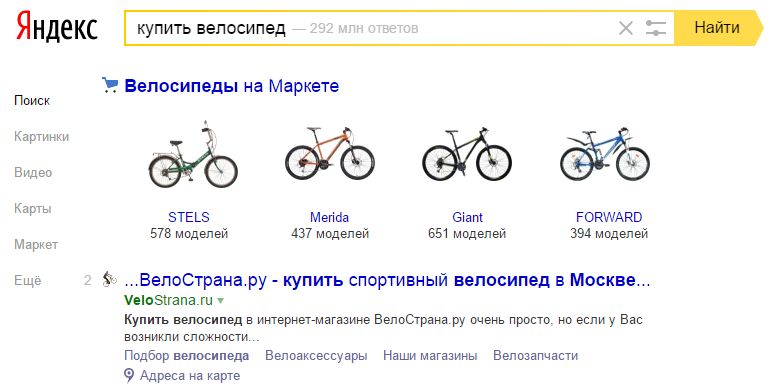 Яндекс
купить велосипед — 292 млн ответов
Найти
Поиск
Картинки
Видео
Карты
Маркет
Ещё
Велосипеды на Маркете
STELS
578 моделей
Merida
437 моделей
Giant
651 моделей
FORWARD
394 моделей
2
...ВелоСтрана.ру - купить спортивный велосипед в Москве...
VeloStrana.ru
Купить велосипед в интернет-магазине ВелоСтрана.ру очень просто, но если у Вас
возникли сложности...
Подбор велосипеда Велоаксессуары Наши магазины Велозапчасти
Адреса на карте